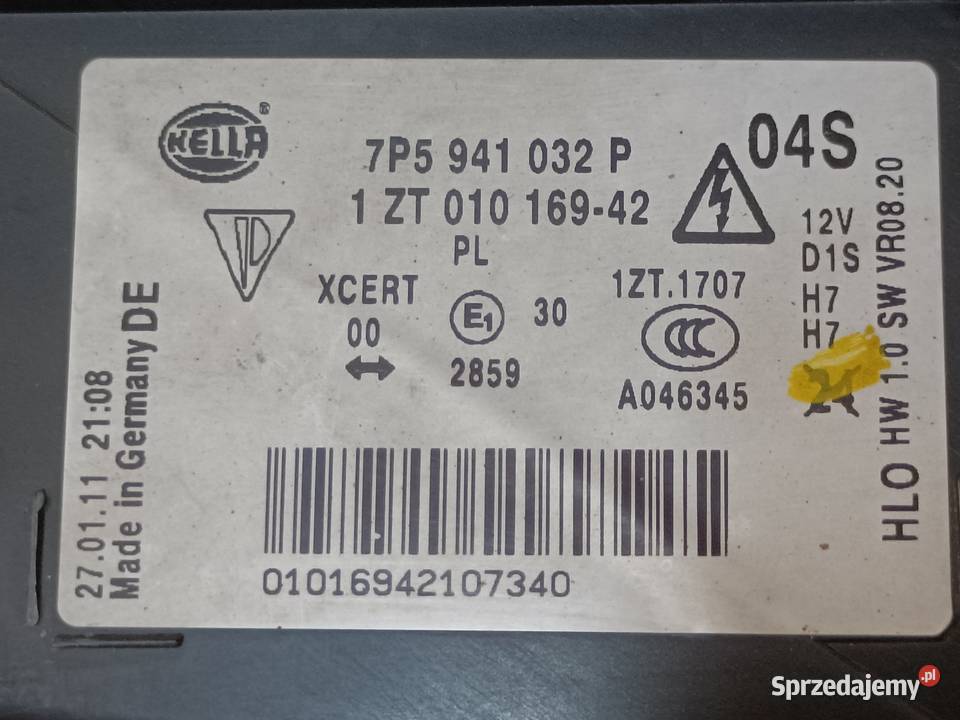 HELLA®
7P5 941 032 P
1 ZT 010 169-42
PL
04S
XCERT
00
E1
30
2859
1ZT.1707
CCC
A046345
12V
D1S
H7
H7
HLO HW 1.0 SW VR08.20
27.01.11 21:08
Made in Germany DE
01016942107340
Sprzedajemy.pl